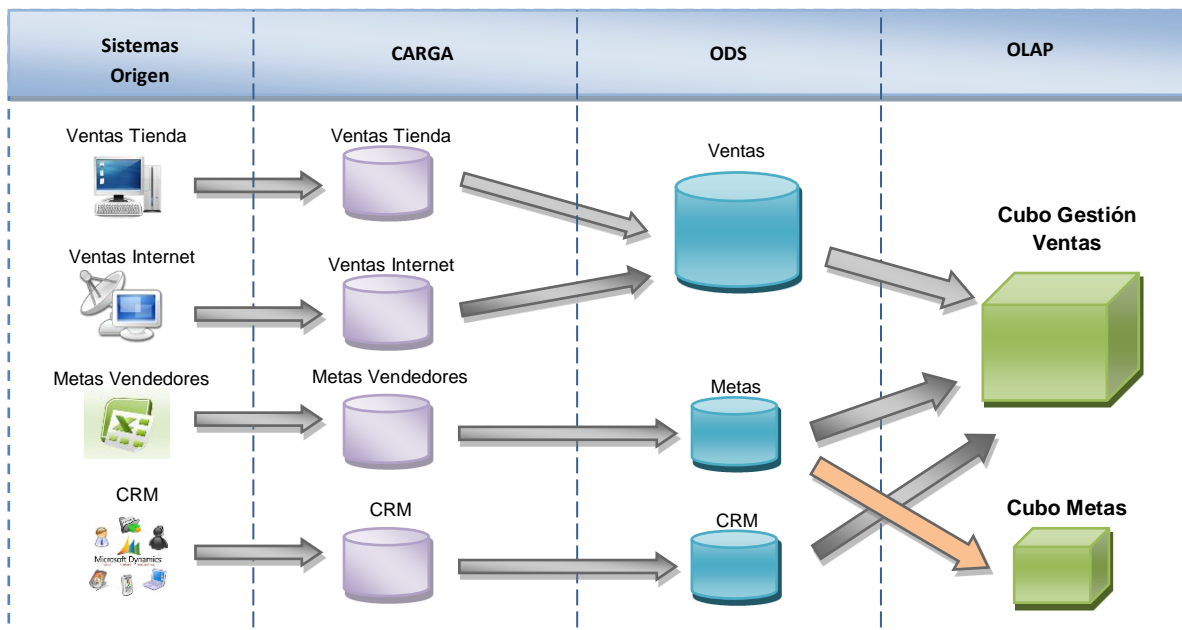 Sistemas
Origen
CARGA
ODS
OLAP
Ventas Tienda
Ventas Tienda
Ventas
Cubo Gestión
Ventas
Ventas Internet
Ventas Internet
Metas Vendedores
Metas Vendedores
Metas
CRM
CRM
CRM
Cubo Metas
Microsoft Dynamics